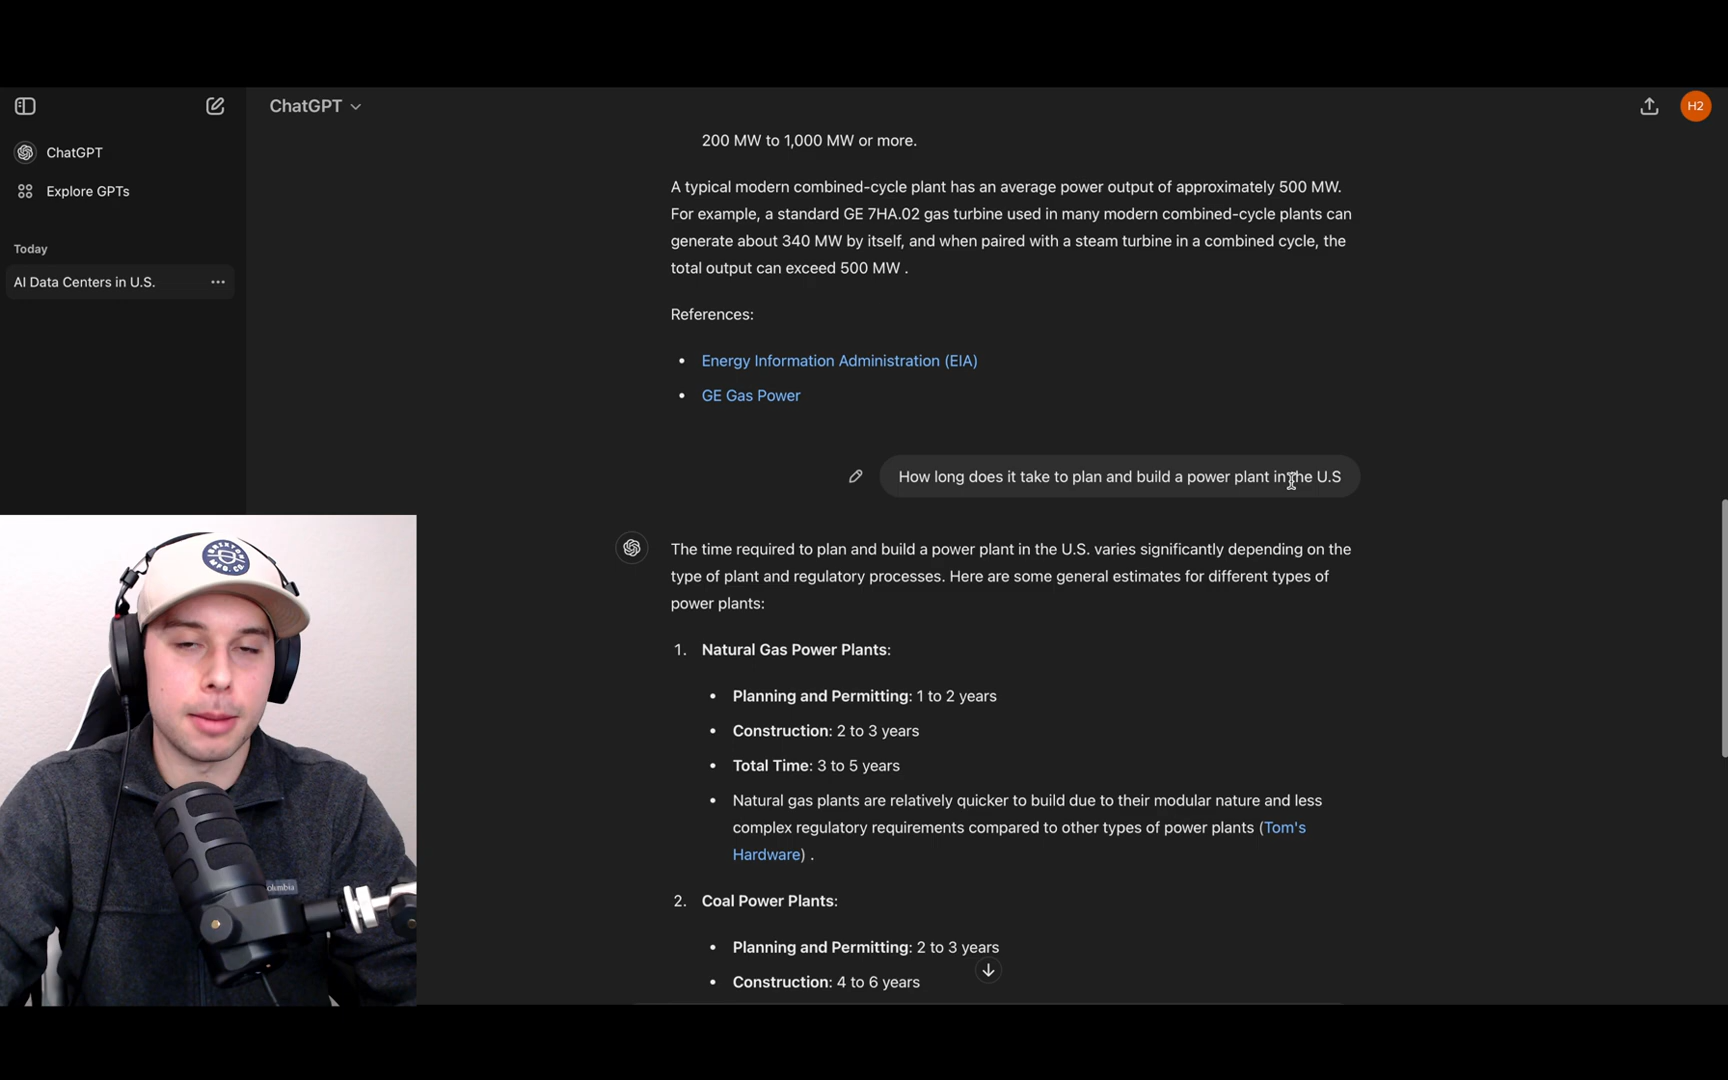 ChatGPT
H2
ChatGPT
Explore GPTs
Today
AI Data Centers in U.S.
200 MW to 1,000 MW or more.
A typical modern combined-cycle plant has an average power output of approximately 500 MW.
For example, a standard GE 7HA.02 gas turbine used in many modern combined-cycle plants can
generate about 340 MW by itself, and when paired with a steam turbine in a combined cycle, the
total output can exceed 500 MW .
References:
• Energy Information Administration (EIA)
• GE Gas Power
How long does it take to plan and build a power plant in the U.S
The time required to plan and build a power plant in the U.S. varies significantly depending on the
type of plant and regulatory processes. Here are some general estimates for different types of
power plants:
1. Natural Gas Power Plants:
• Planning and Permitting: 1 to 2 years
• Construction: 2 to 3 years
• Total Time: 3 to 5 years
• Natural gas plants are relatively quicker to build due to their modular nature and less
complex regulatory requirements compared to other types of power plants (Tom's
Hardware) .
2. Coal Power Plants:
• Planning and Permitting: 2 to 3 years
• Construction: 4 to 6 years
BRIXTON
MFG. CO.
olumbia